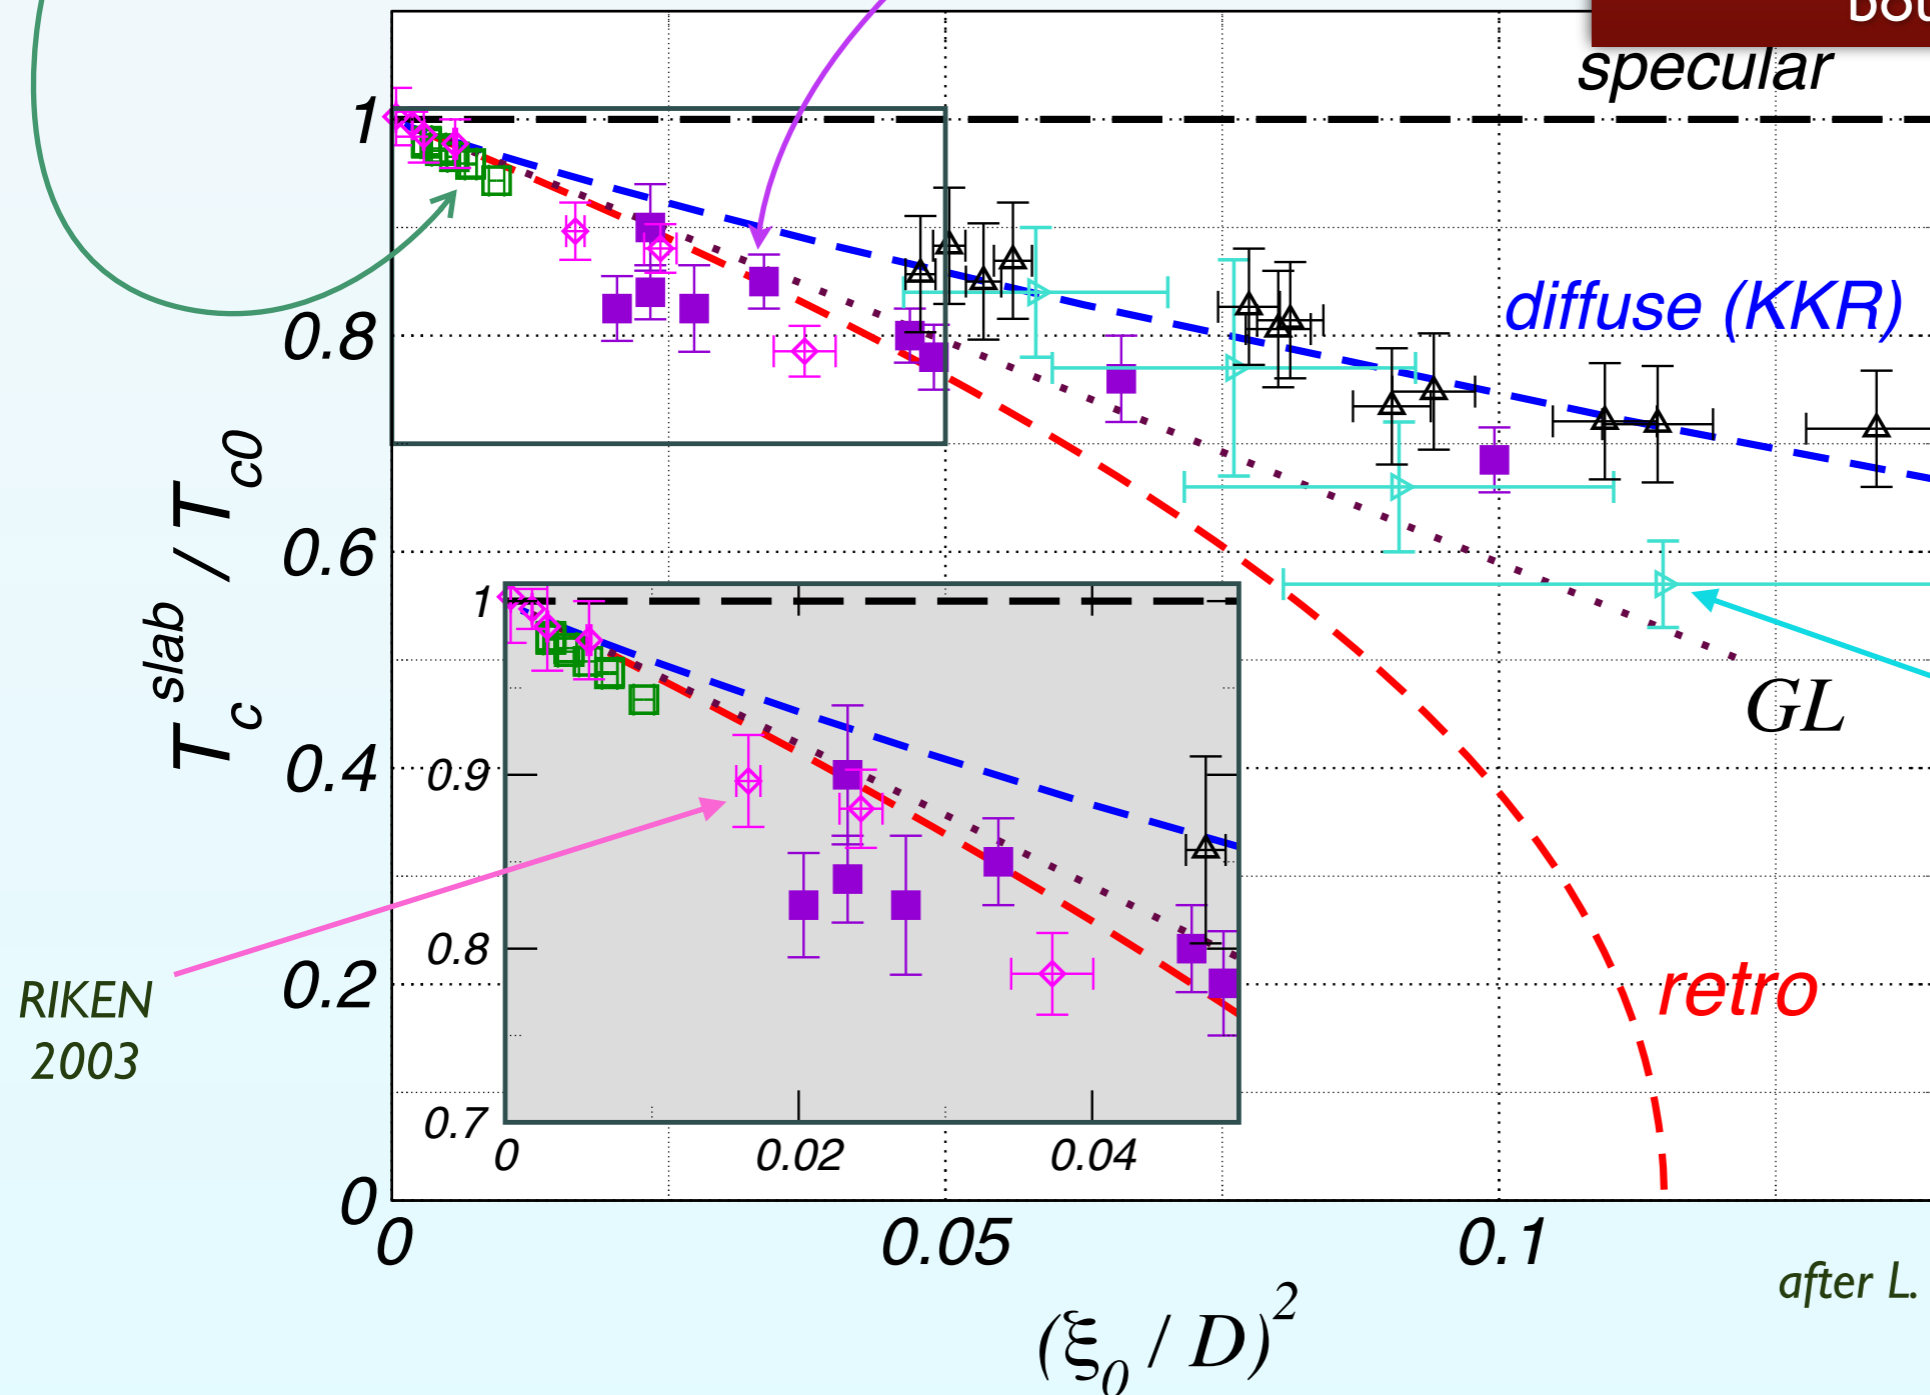 specular
1
diffuse (KKR)
0.8
T_c^slab / T_c0
0.6
1
GL
0.4
0.9
0.8
RIKEN
2003
0.2
retro
0.7
0 0.02 0.04
0
0 0.05 0.1
after L.
(ξ_0 / D)^2